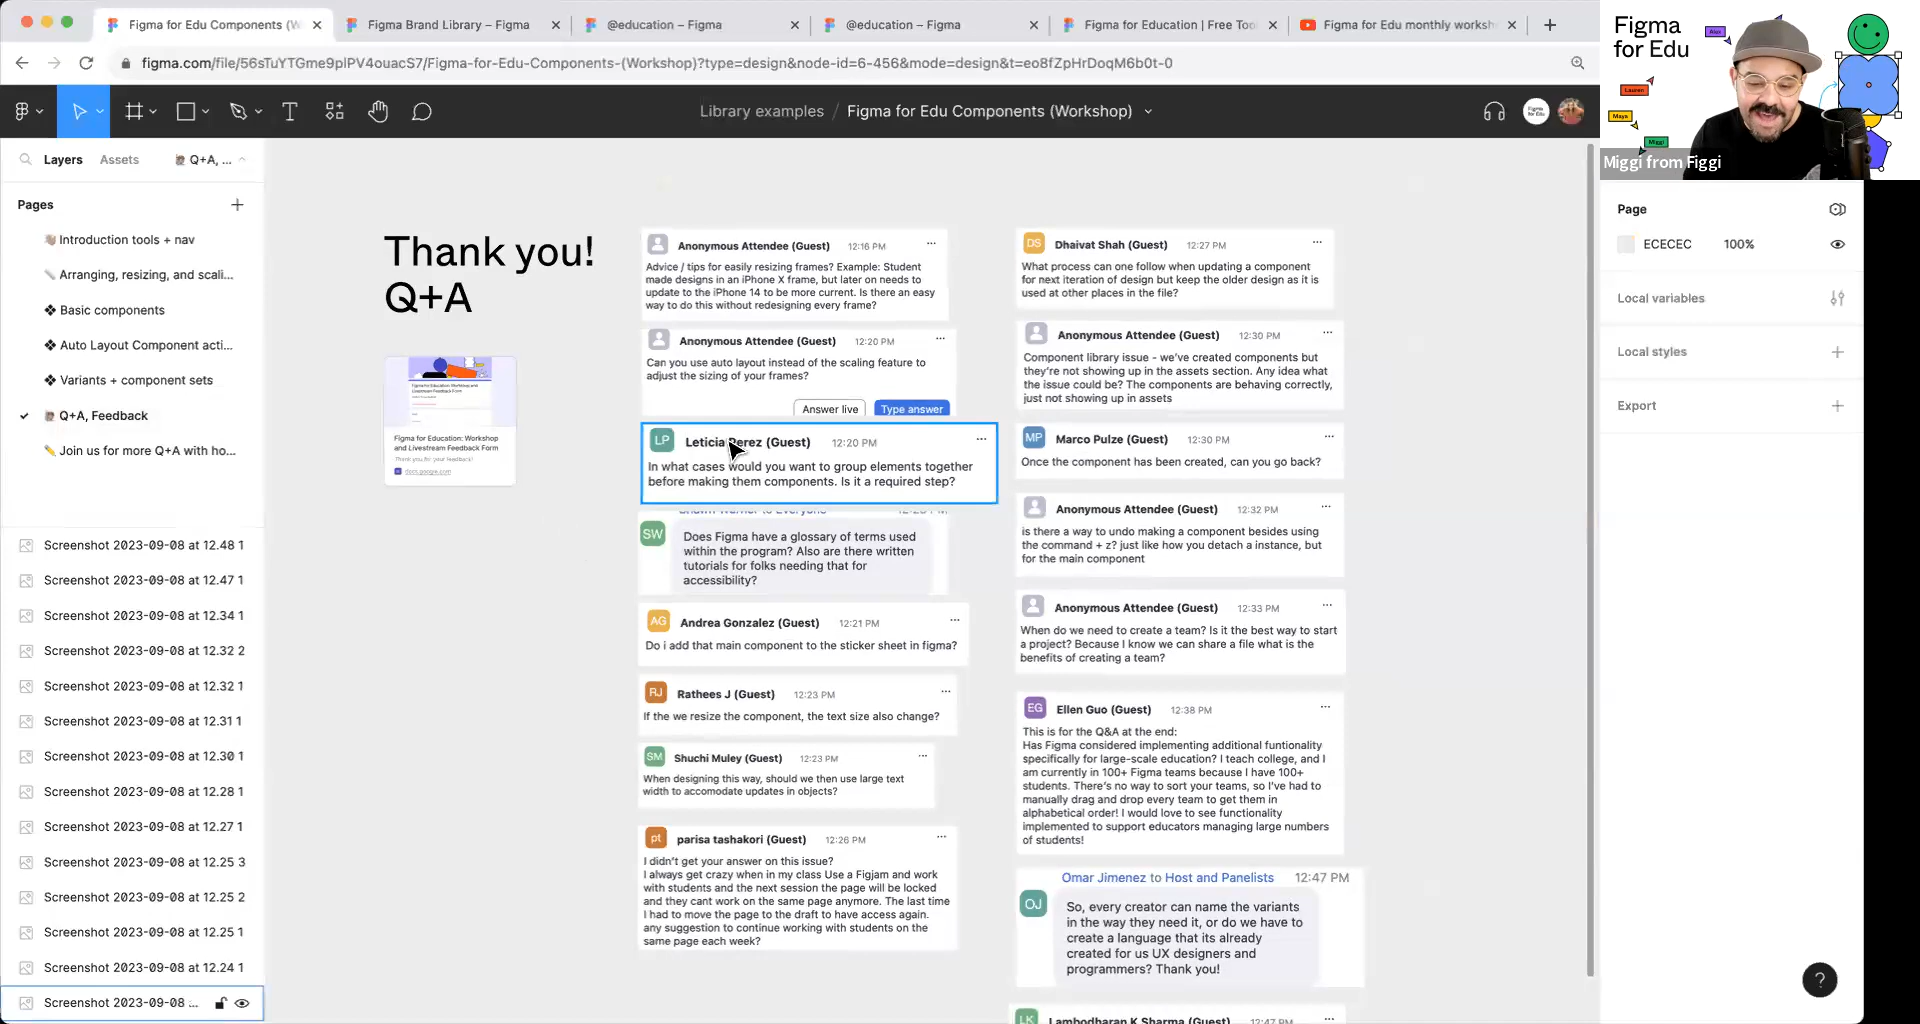 Figma for Edu Components (W
Figma Brand Library – Figma
@education – Figma
@education – Figma
Figma for Education | Free Too
Figma for Edu monthly worksh
figma.com/file/56sTuYTGme9plPV4ouacS7/Figma-for-Edu-Components-(Workshop)?type=design&node-id=6-456&mode=design&t=eo8fZpHrDoqM6b0t-0
Library examples / Figma for Edu Components (Workshop)
Figma
for Edu
Alex
Lauren
Maya
Miggi
Miggi from Figgi
Layers
Assets
Q+A, ...
Pages
Introduction tools + nav
Arranging, resizing, and scali...
Basic components
Auto Layout Component acti...
Variants + component sets
Q+A, Feedback
Join us for more Q+A with ho...
Screenshot 2023-09-08 at 12.48 1
Screenshot 2023-09-08 at 12.47 1
Screenshot 2023-09-08 at 12.34 1
Screenshot 2023-09-08 at 12.32 2
Screenshot 2023-09-08 at 12.32 1
Screenshot 2023-09-08 at 12.31 1
Screenshot 2023-09-08 at 12.30 1
Screenshot 2023-09-08 at 12.28 1
Screenshot 2023-09-08 at 12.27 1
Screenshot 2023-09-08 at 12.25 3
Screenshot 2023-09-08 at 12.25 2
Screenshot 2023-09-08 at 12.25 1
Screenshot 2023-09-08 at 12.24 1
Screenshot 2023-09-08 ...
Thank you!
Q+A
Figma for Education: Workshop
and Livestream Feedback Form
Thank you for your feedback!
docs.google.com
Anonymous Attendee (Guest) 12:16 PM
Advice / tips for easily resizing frames? Example: Student
made designs in an iPhone X frame, but later on needs to
update to the iPhone 14 to be more current. Is there an easy
way to do this without redesigning every frame?
Anonymous Attendee (Guest) 12:20 PM
Can you use auto layout instead of the scaling feature to
adjust the sizing of your frames?
Answer live
Type answer
LP
Leticia Perez (Guest) 12:20 PM
In what cases would you want to group elements together
before making them components. Is it a required step?
SW
Does Figma have a glossary of terms used
within the program? Also are there written
tutorials for folks needing that for
accessibility?
AG
Andrea Gonzalez (Guest) 12:21 PM
Do i add that main component to the sticker sheet in figma?
RJ
Rathees J (Guest) 12:23 PM
If the we resize the component, the text size also change?
SM
Shuchi Muley (Guest) 12:23 PM
When designing this way, should we then use large text
width to accomodate updates in objects?
pt
parisa tashakori (Guest) 12:26 PM
I didn't get your answer on this issue?
I always get crazy when in my class Use a Figjam and work
with students and the next session the page will be locked
and they cant work on the same page anymore. The last time
I had to move the page to the draft to have access again.
any suggestion to continue working with students on the
same page each week?
DS
Dhaivat Shah (Guest) 12:27 PM
What process can one follow when updating a component
for next iteration of design but keep the older design as it is
used at other places in the file?
Anonymous Attendee (Guest) 12:30 PM
Component library issue - we've created components but
they're not showing up in the assets section. Any idea what
the issue could be? The components are behaving correctly,
just not showing up in assets
MP
Marco Pulze (Guest) 12:30 PM
Once the component has been created, can you go back?
Anonymous Attendee (Guest) 12:32 PM
is there a way to undo making a component besides using
the command + z? just like how you detach a instance, but
for the main component
Anonymous Attendee (Guest) 12:33 PM
When do we need to create a team? Is it the best way to start
a project? Because I know we can share a file what is the
benefits of creating a team?
EG
Ellen Guo (Guest) 12:38 PM
This is for the Q&A at the end:
Has Figma considered implementing additional funtionality
specifically for large-scale education? I teach college, and I
am currently in 100+ Figma teams because I have 100+
students. There's no way to sort your teams, so I've had to
manually drag and drop every team to get them in
alphabetical order! I would love to see functionality
implemented to support educators managing large numbers
of students!
Omar Jimenez to Host and Panelists 12:47 PM
OJ
So, every creator can name the variants
in the way they need it, or do we have to
create a language that its already
created for us UX designers and
programmers? Thank you!
LK
Lambodharan K Sharma (Guest) 12:47 PM
Page
ECECEC 100%
Local variables
Local styles
Export
?